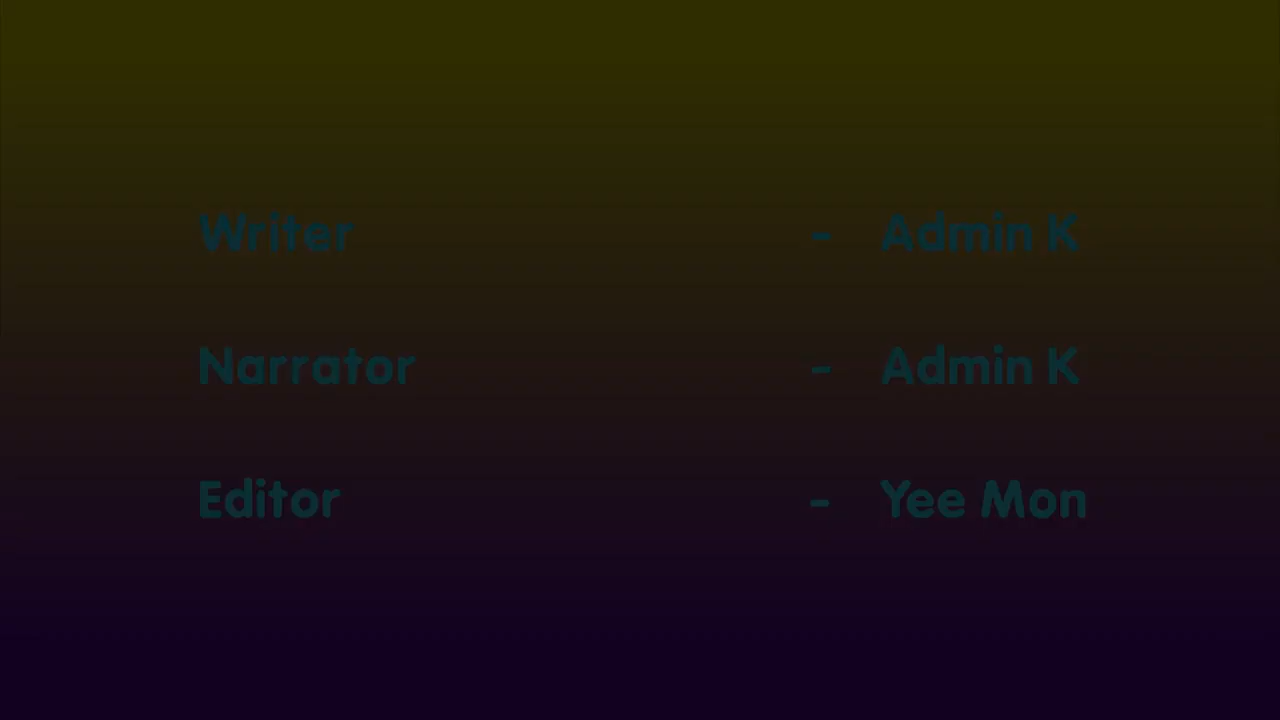 Writer - Admin K
Narrator - Admin K
Editor - Yee Mon